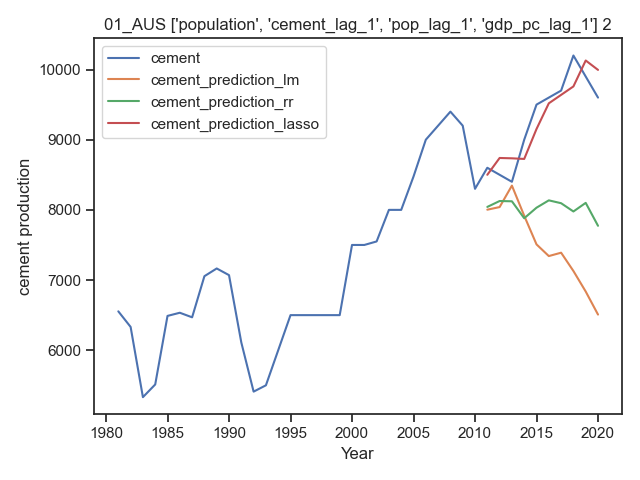 01_AUS ['population', 'cement_lag_1', 'pop_lag_1', 'gdp_pc_lag_1'] 2
cement
cement_prediction_lm
cement_prediction_rr
cement_prediction_lasso
cement production
10000
9000
8000
7000
6000
1980 1985 1990 1995 2000 2005 2010 2015 2020
Year